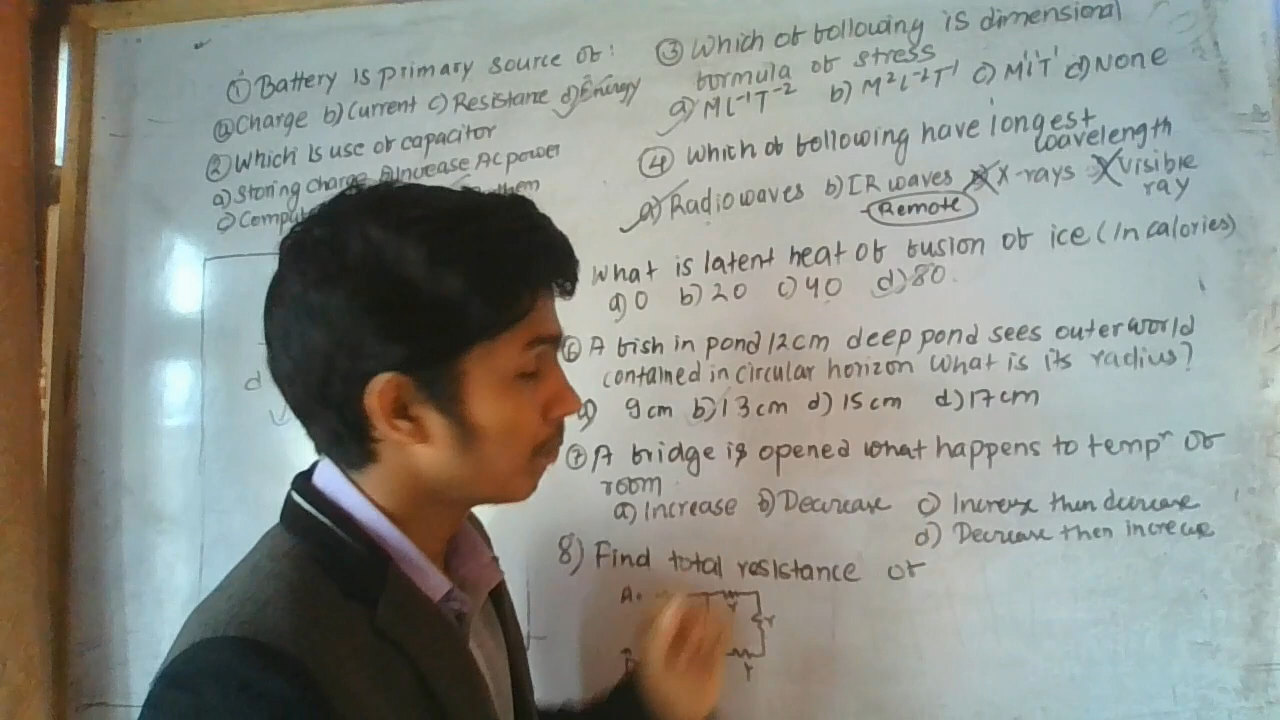 ① Battery is primary source of:
a) Charge b) Current c) Resistane d) Energy
② Which is use of capacitor
a) Storing charge b) Increase AC power
c) Comput them
③ Which of following is dimensional
formula of stress
a) ML⁻¹T⁻² b) M²L⁻²T⁻¹ c) M¹L¹T¹ d) None
④ Which of following have longest
wavelength
a) Radiowaves b) IR waves X-rays visible
ray
Remote
What is latent heat of fusion of ice (In calories)
a) 0 b) 20 c) 40 d) 80.
⑥ A fish in pond 12cm deep pond sees outerworld
contained in circular horizon what is its radius?
a) 9cm b) 13cm d) 15cm d) 17cm
⑦ A fridge is opened what happens to tempʳ of
room
a) Increase b) Decrease c) Increase then decrease
d) Decrease then increase
8) Find total resistance of
A.
r
r
r
B
d